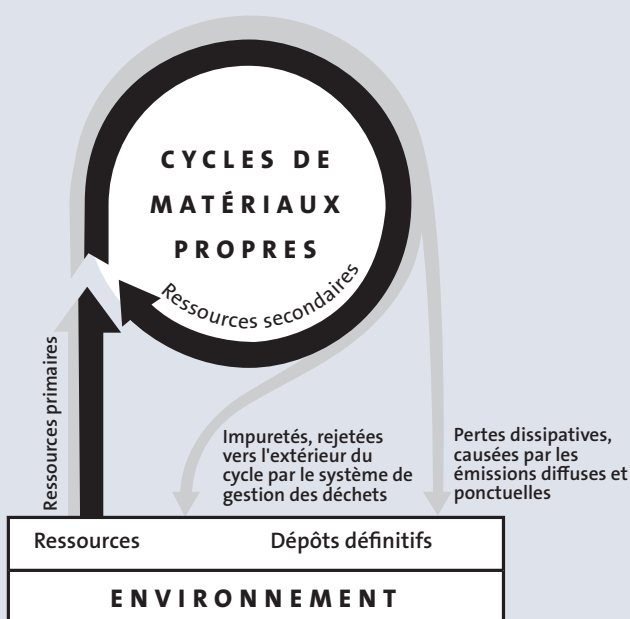 CYCLES DE
MATÉRIAUX
PROPRES
Ressources secondaires
Ressources primaires
Impuretés, rejetées
vers l'extérieur du
cycle par le système de
gestion des déchets
Pertes dissipatives,
causées par les
émissions diffuses et
ponctuelles
Ressources
Dépôts définitifs
ENVIRONNEMENT